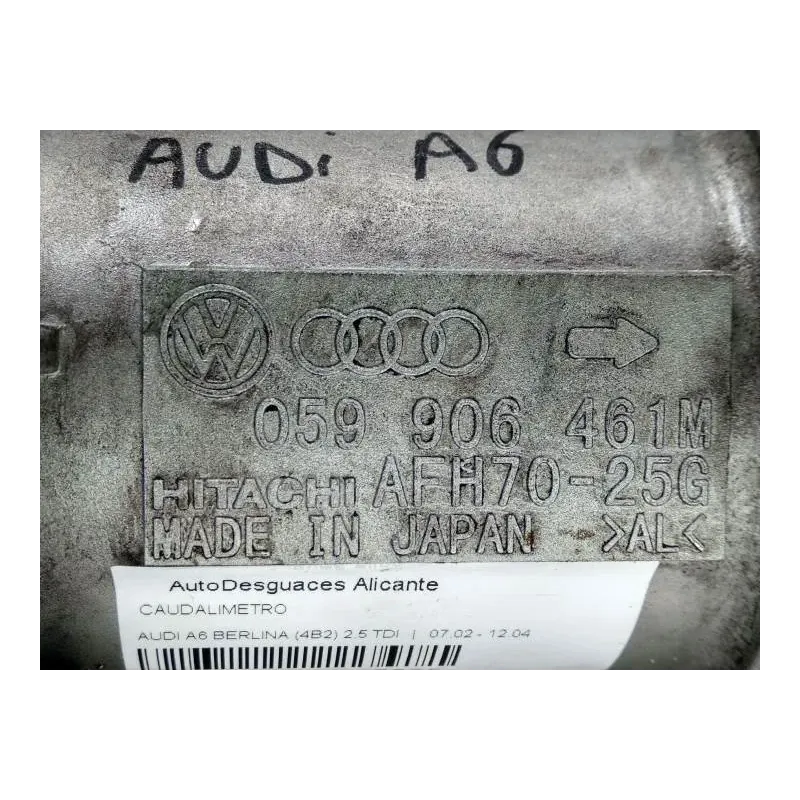 AUDi A6
VW
059 906 461M
HITACHI AFH70-25G
MADE IN JAPAN >AL<
AutoDesguaces Alicante
CAUDALIMETRO
AUDI A6 BERLINA (4B2) 2.5 TDI | 07.02 - 12.04